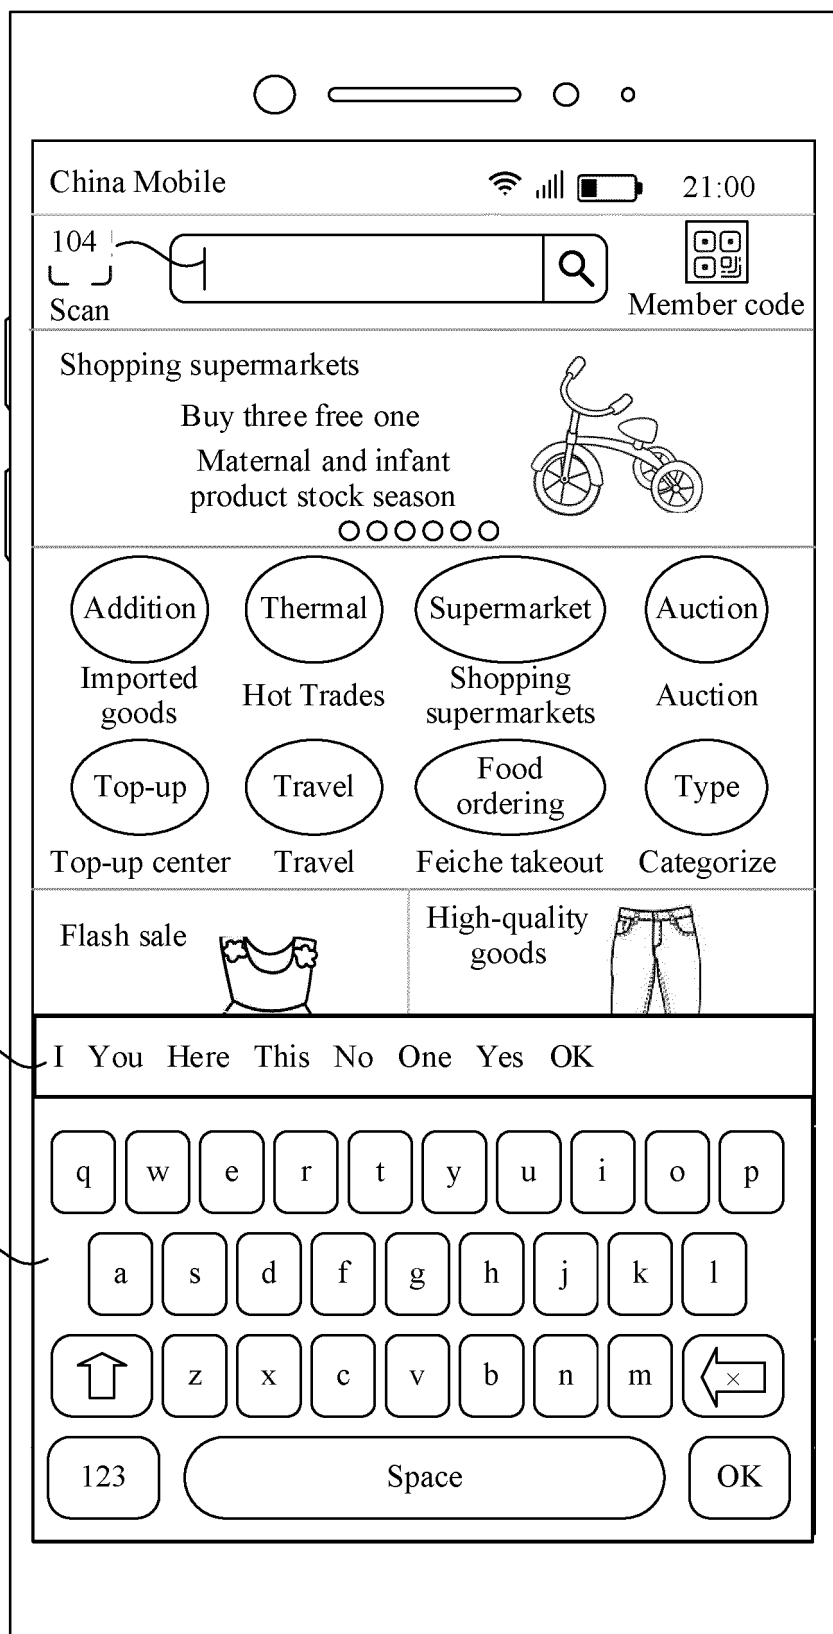 China Mobile 21:00
104
Scan
Member code
Shopping supermarkets
Buy three free one
Maternal and infant
product stock season
Addition Thermal Supermarket Auction
Imported
goods
Hot Trades
Shopping
supermarkets
Auction
Top-up Travel
Food
ordering
Type
Top-up center Travel Feiche takeout Categorize
Flash sale
High-quality
goods
I You Here This No One Yes OK
q w e r t y u i o p
a s d f g h j k l
z x c v b n m ×
123 Space OK